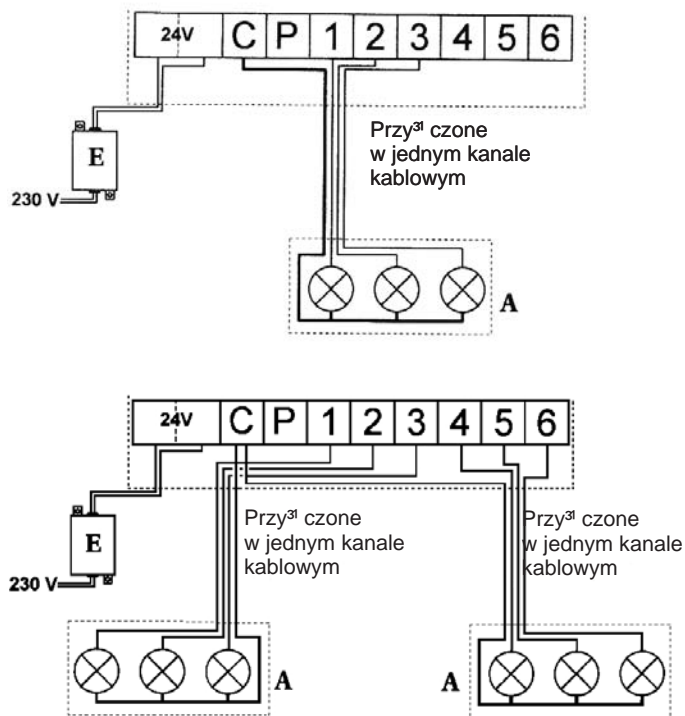 24V C P 1 2 3 4 5 6
Przy³¹ czone
w jednym kanale
kablowym
E
230 V
A
24V C P 1 2 3 4 5 6
Przy³¹ czone
w jednym kanale
kablowym
Przy³¹ czone
w jednym kanale
kablowym
E
230 V
A
A